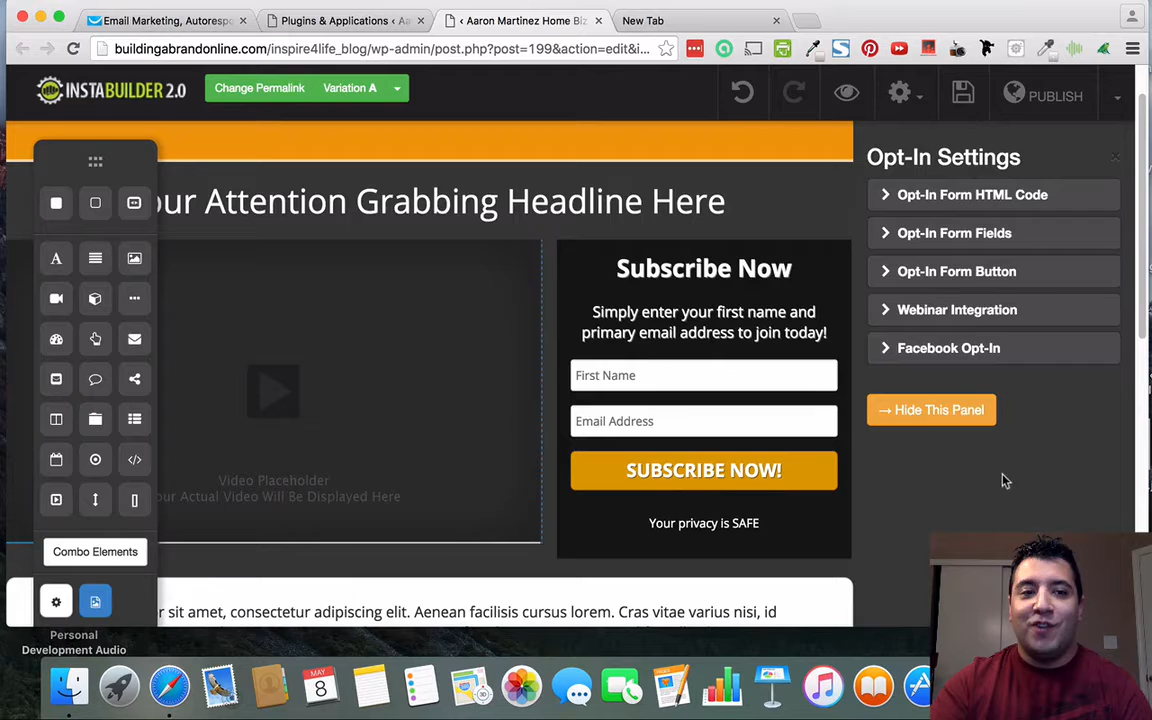 Email Marketing, Autorespo
Plugins & Applications ‹ Aa
‹ Aaron Martinez Home Biz
New Tab
buildingabrandonline.com/inspire4life_blog/wp-admin/post.php?post=199&action=edit&i
INSTABUILDER 2.0
Change Permalink
Variation A
PUBLISH
our Attention Grabbing Headline Here
Video Placeholder
our Actual Video Will Be Displayed Here
Subscribe Now
Simply enter your first name and
primary email address to join today!
First Name
Email Address
SUBSCRIBE NOW!
Your privacy is SAFE
Opt-In Settings
Opt-In Form HTML Code
Opt-In Form Fields
Opt-In Form Button
Webinar Integration
Facebook Opt-In
→ Hide This Panel
Combo Elements
r sit amet, consectetur adipiscing elit. Aenean facilisis cursus lorem. Cras vitae varius nisi, id
Personal
Development Audio
MAY
8